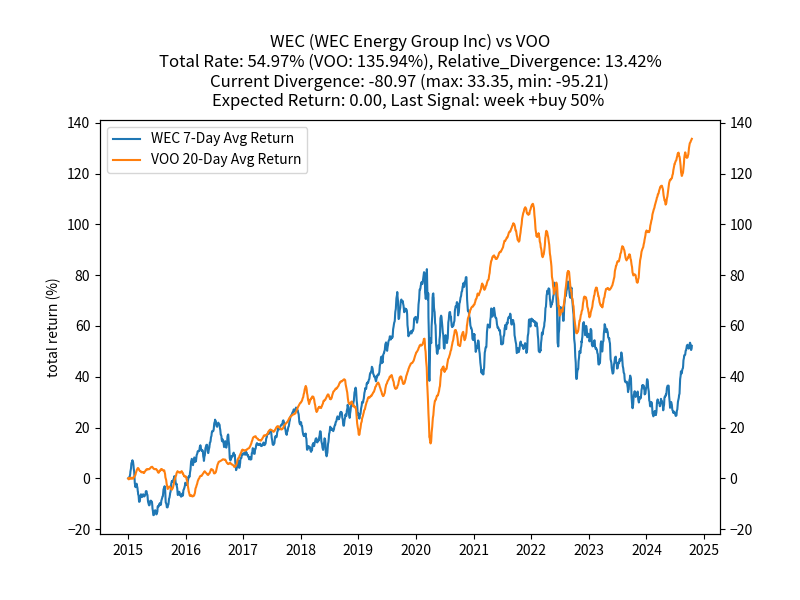 WEC (WEC Energy Group Inc) vs VOO
Total Rate: 54.97% (VOO: 135.94%), Relative_Divergence: 13.42%
Current Divergence: -80.97 (max: 33.35, min: -95.21)
Expected Return: 0.00, Last Signal: week +buy 50%
WEC 7-Day Avg Return
VOO 20-Day Avg Return
total return (%)
140 140
120 120
100 100
80 80
60 60
40 40
20 20
0 0
−20 −20
2015 2016 2017 2018 2019 2020 2021 2022 2023 2024 2025